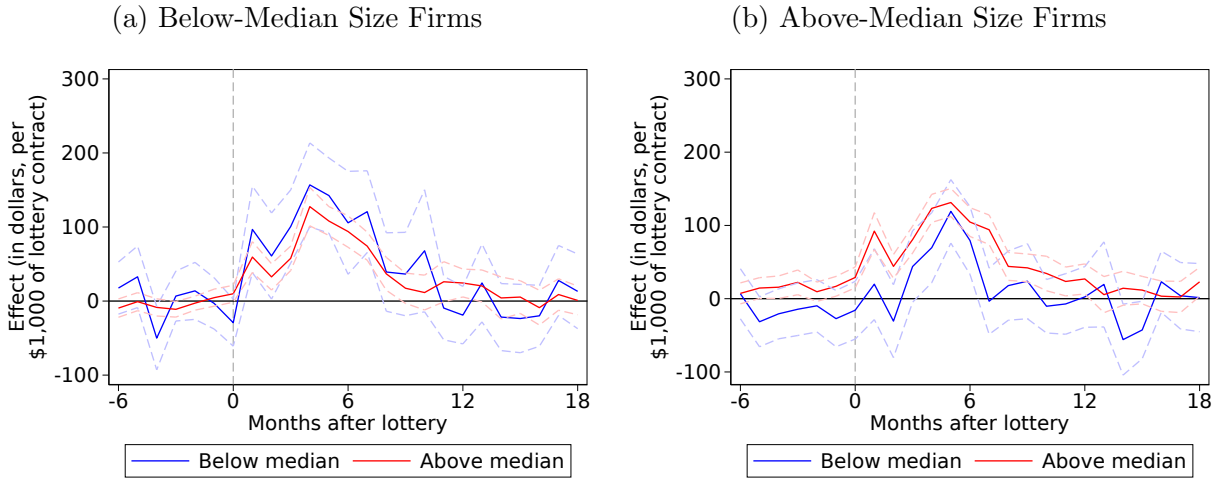 (a) Below-Median Size Firms
Effect (in dollars, per
$1,000 of lottery contract)
300
200
100
0
-100
-6 0 6 12 18
Months after lottery
Below median Above median
(b) Above-Median Size Firms
Effect (in dollars, per
$1,000 of lottery contract)
300
200
100
0
-100
-6 0 6 12 18
Months after lottery
Below median Above median